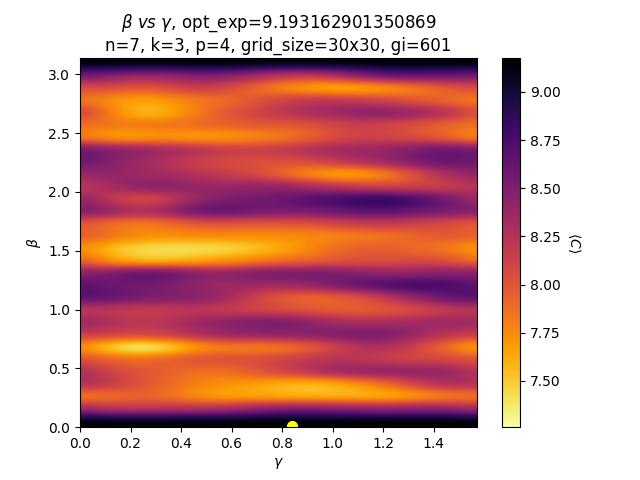 β vs γ, opt_exp=9.193162901350869
n=7, k=3, p=4, grid_size=30x30, gi=601
3.0
2.5
2.0
1.5
1.0
0.5
0.0
β
0.0 0.2 0.4 0.6 0.8 1.0 1.2 1.4
γ
9.00
8.75
8.50
8.25
8.00
7.75
7.50
⟨C⟩